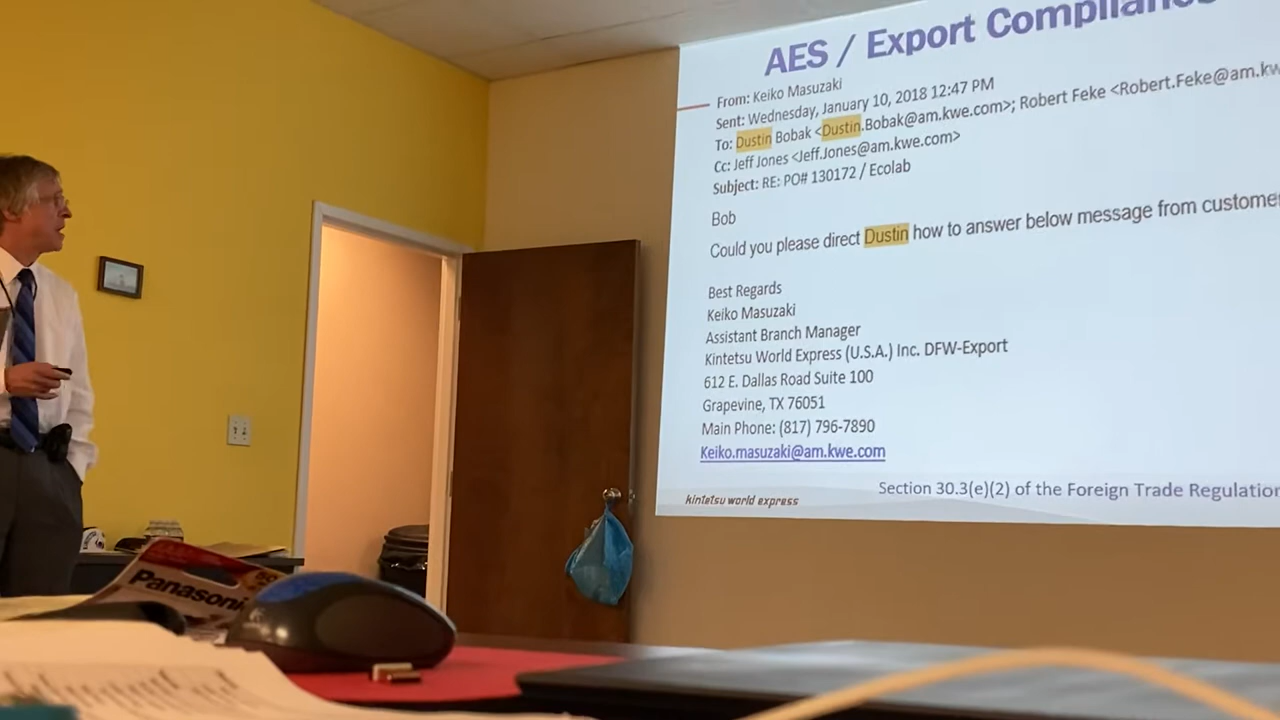 AES / Export Compliance
From: Keiko Masuzaki
Sent: Wednesday, January 10, 2018 12:47 PM
To: Dustin Bobak <Dustin.Bobak@am.kwe.com>; Robert Feke <Robert.Feke@am.kw
Cc: Jeff Jones <Jeff.Jones@am.kwe.com>
Subject: RE: PO# 130172 / Ecolab
Bob
Could you please direct Dustin how to answer below message from custome
Best Regards
Keiko Masuzaki
Assistant Branch Manager
Kintetsu World Express (U.S.A.) Inc. DFW-Export
612 E. Dallas Road Suite 100
Grapevine, TX 76051
Main Phone: (817) 796-7890
Keiko.masuzaki@am.kwe.com
Section 30.3(e)(2) of the Foreign Trade Regulation
kintetsu world express
Panasonic